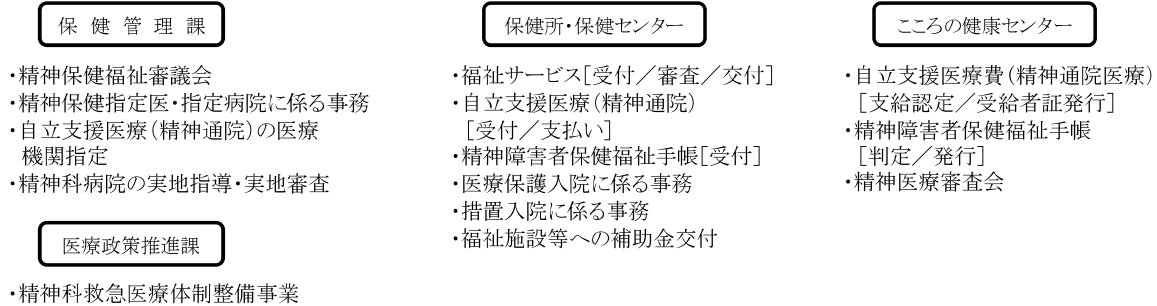 保健管理課
・精神保健福祉審議会
・精神保健指定医・指定病院に係る事務
・自立支援医療(精神通院)の医療
機関指定
・精神科病院の実地指導・実地審査
医療政策推進課
・精神科救急医療体制整備事業
保健所・保健センター
・福祉サービス[受付／審査／交付]
・自立支援医療(精神通院)
[受付／支払い]
・精神障害者保健福祉手帳[受付]
・医療保護入院に係る事務
・措置入院に係る事務
・福祉施設等への補助金交付
こころの健康センター
・自立支援医療費(精神通院医療)
[支給認定／受給者証発行]
・精神障害者保健福祉手帳
[判定／発行]
・精神医療審査会